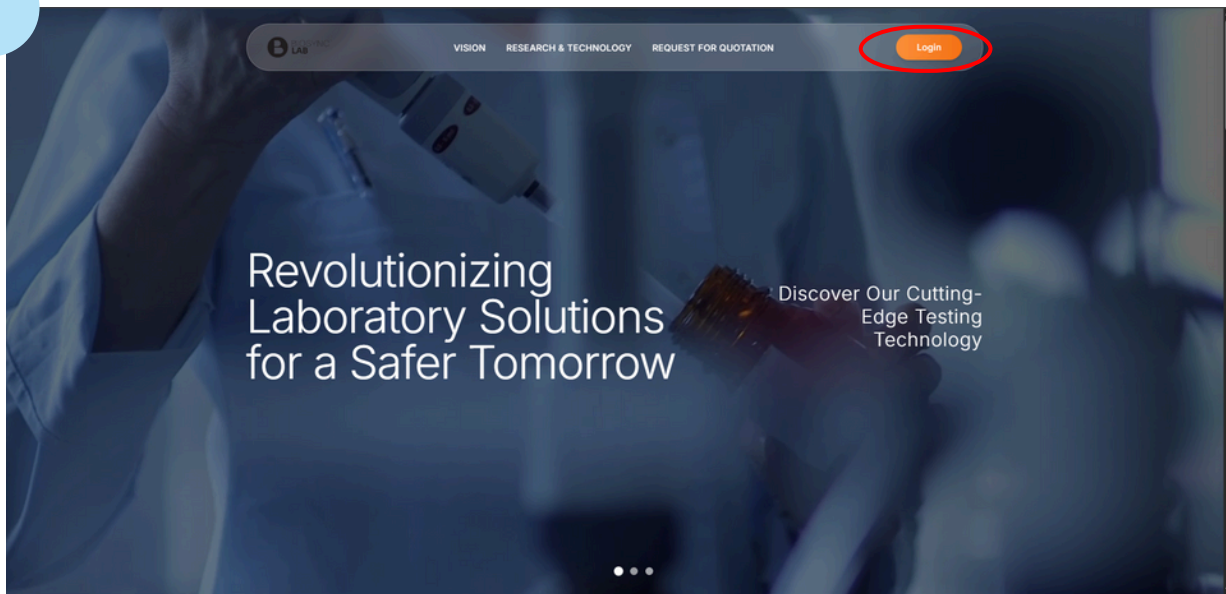 LAB
VISION RESEARCH & TECHNOLOGY REQUEST FOR QUOTATION Login
Revolutionizing
Laboratory Solutions
for a Safer Tomorrow
Discover Our Cutting-
Edge Testing
Technology